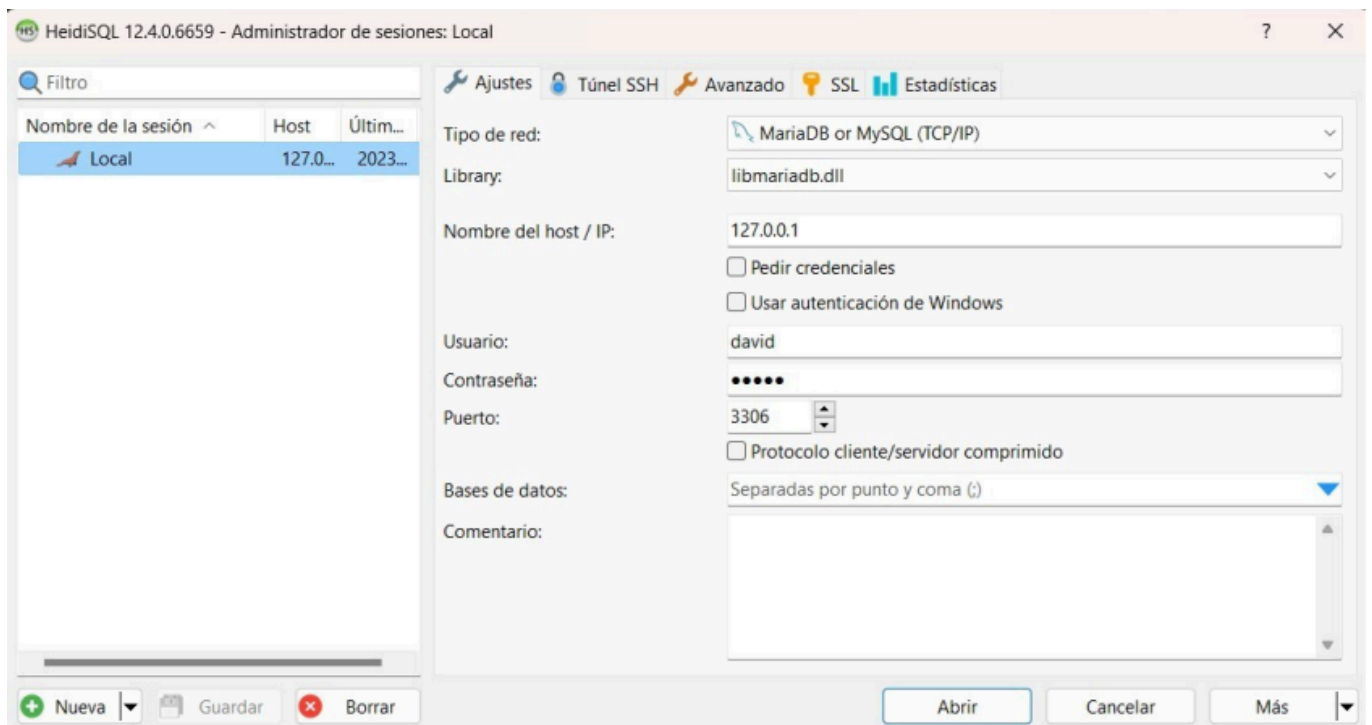 HeidiSQL 12.4.0.6659 - Administrador de sesiones: Local
?
Filtro
Nombre de la sesión Host Últim...
Local 127.0... 2023...
Nueva Guardar Borrar
Ajustes Túnel SSH Avanzado SSL Estadísticas
Tipo de red: MariaDB or MySQL (TCP/IP)
Library: libmariadb.dll
Nombre del host / IP: 127.0.0.1
Pedir credenciales
Usar autenticación de Windows
Usuario: david
Contraseña: •••••
Puerto: 3306
Protocolo cliente/servidor comprimido
Bases de datos: Separadas por punto y coma (;)
Comentario:
Abrir Cancelar Más